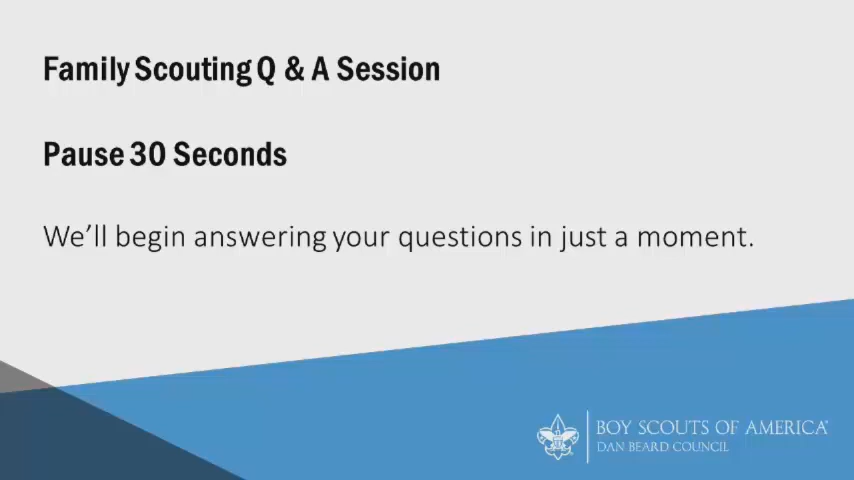 Family Scouting Q & A Session
Pause 30 Seconds
We’ll begin answering your questions in just a moment.
BOY SCOUTS OF AMERICA®
DAN BEARD COUNCIL